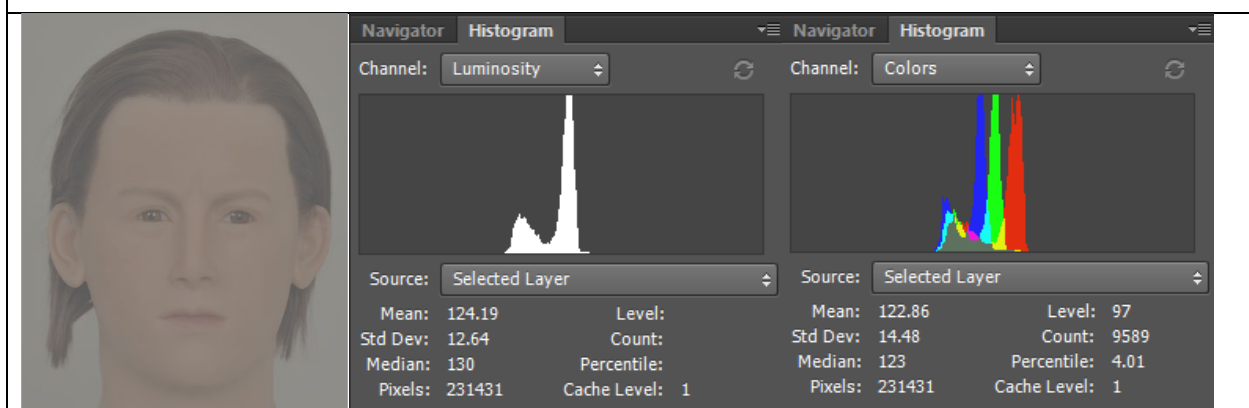 Navigator Histogram
Channel: Luminosity
Source: Selected Layer
Mean: 124.19 Level:
Std Dev: 12.64 Count:
Median: 130 Percentile:
Pixels: 231431 Cache Level: 1
Navigator Histogram
Channel: Colors
Source: Selected Layer
Mean: 122.86 Level: 97
Std Dev: 14.48 Count: 9589
Median: 123 Percentile: 4.01
Pixels: 231431 Cache Level: 1